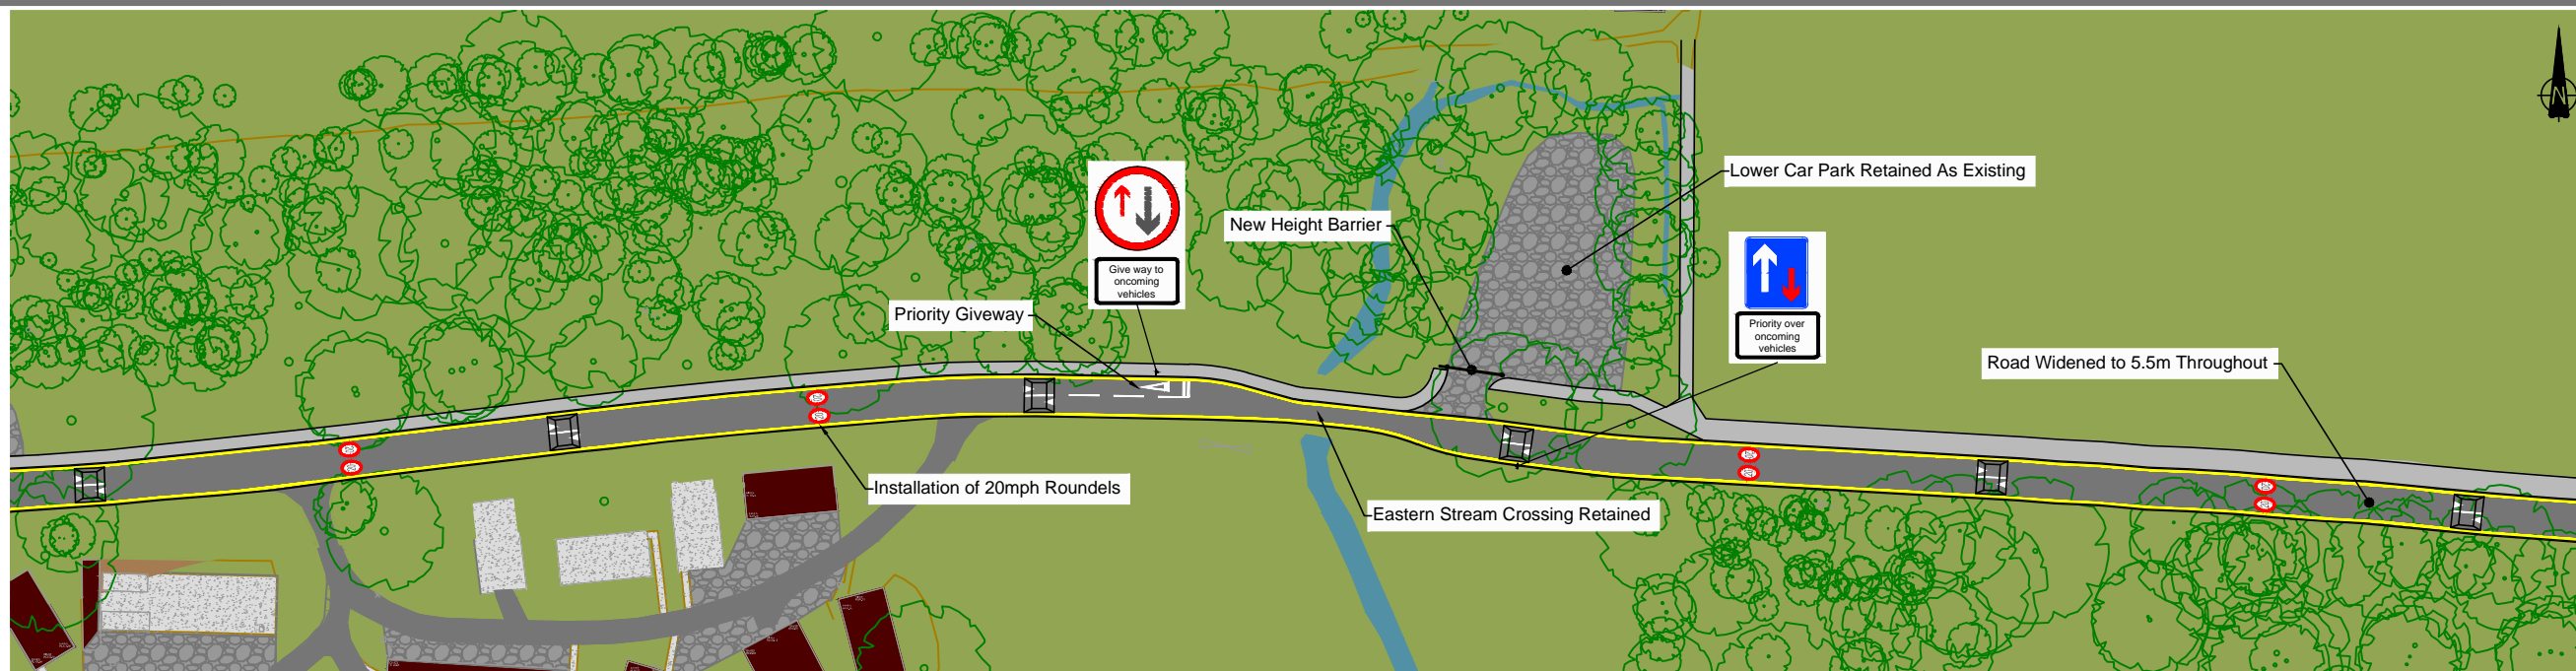 N
Lower Car Park Retained As Existing
New Height Barrier
Give way to
oncoming
vehicles
Priority Giveway
Priority over
oncoming
vehicles
Road Widened to 5.5m Throughout
Installation of 20mph Roundels
Eastern Stream Crossing Retained